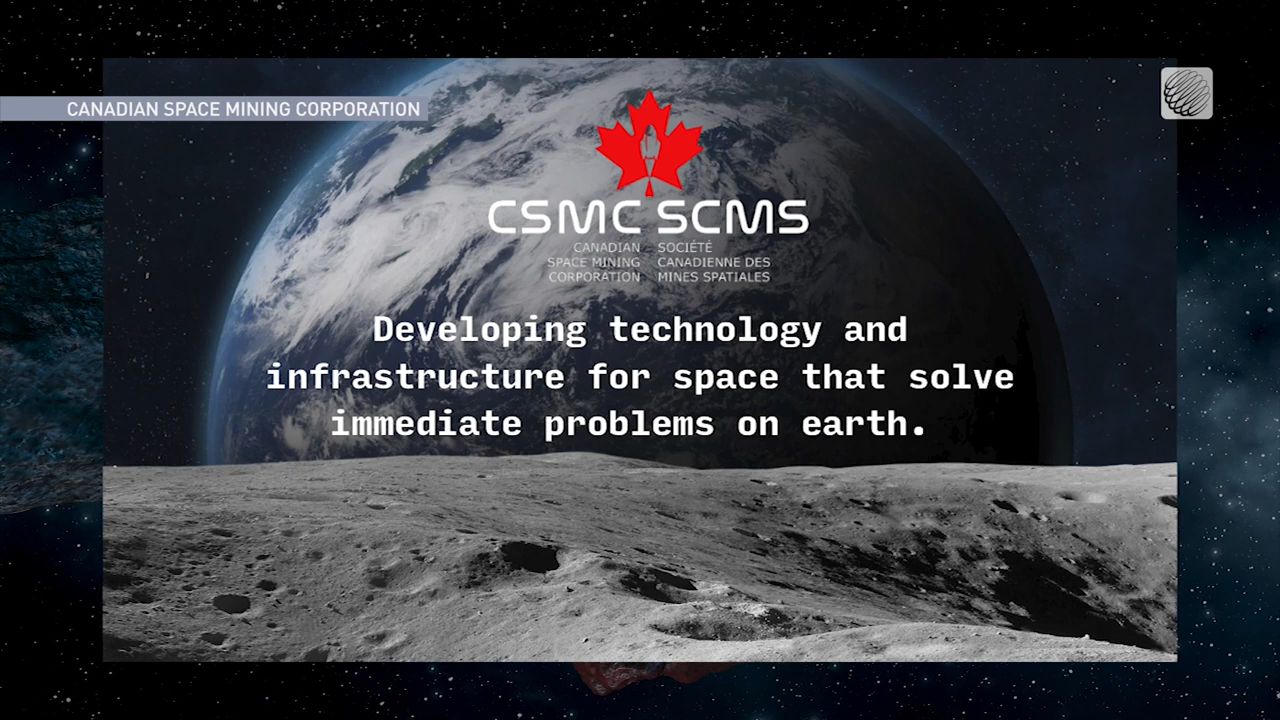 CANADIAN SPACE MINING CORPORATION
CSMC SCMS
CANADIAN SOCIÉTÉ
SPACE MINING CANADIENNE DES
CORPORATION MINES SPATIALES
Developing technology and
infrastructure for space that solve
immediate problems on earth.